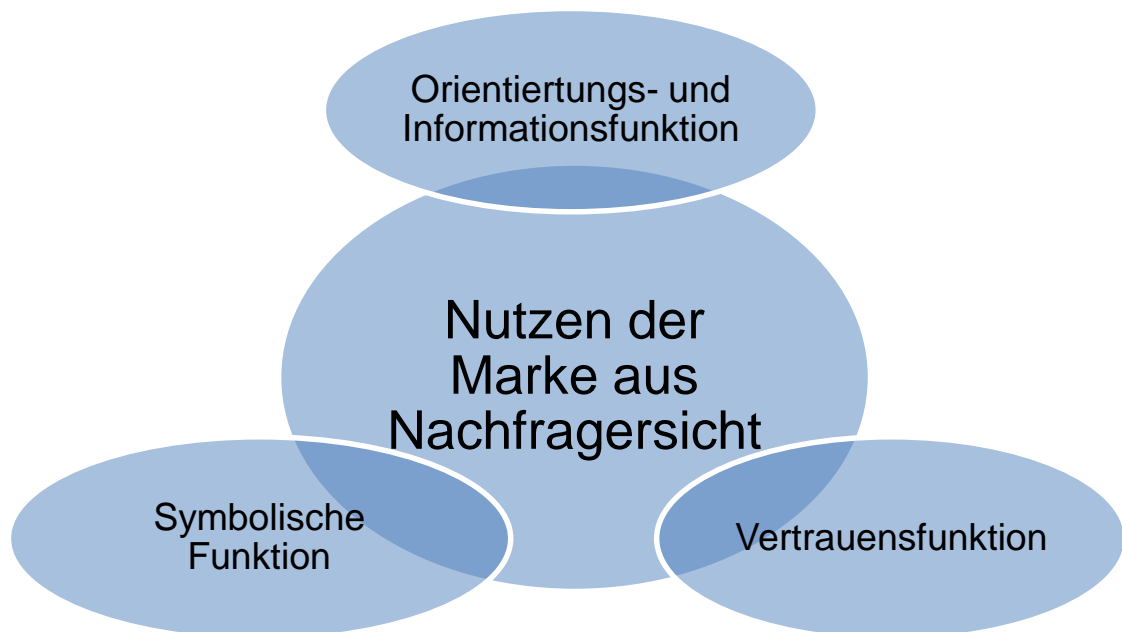 Orientiertungs- und
Informationsfunktion
Nutzen der
Marke aus
Nachfragersicht
Symbolische
Funktion
Vertrauensfunktion